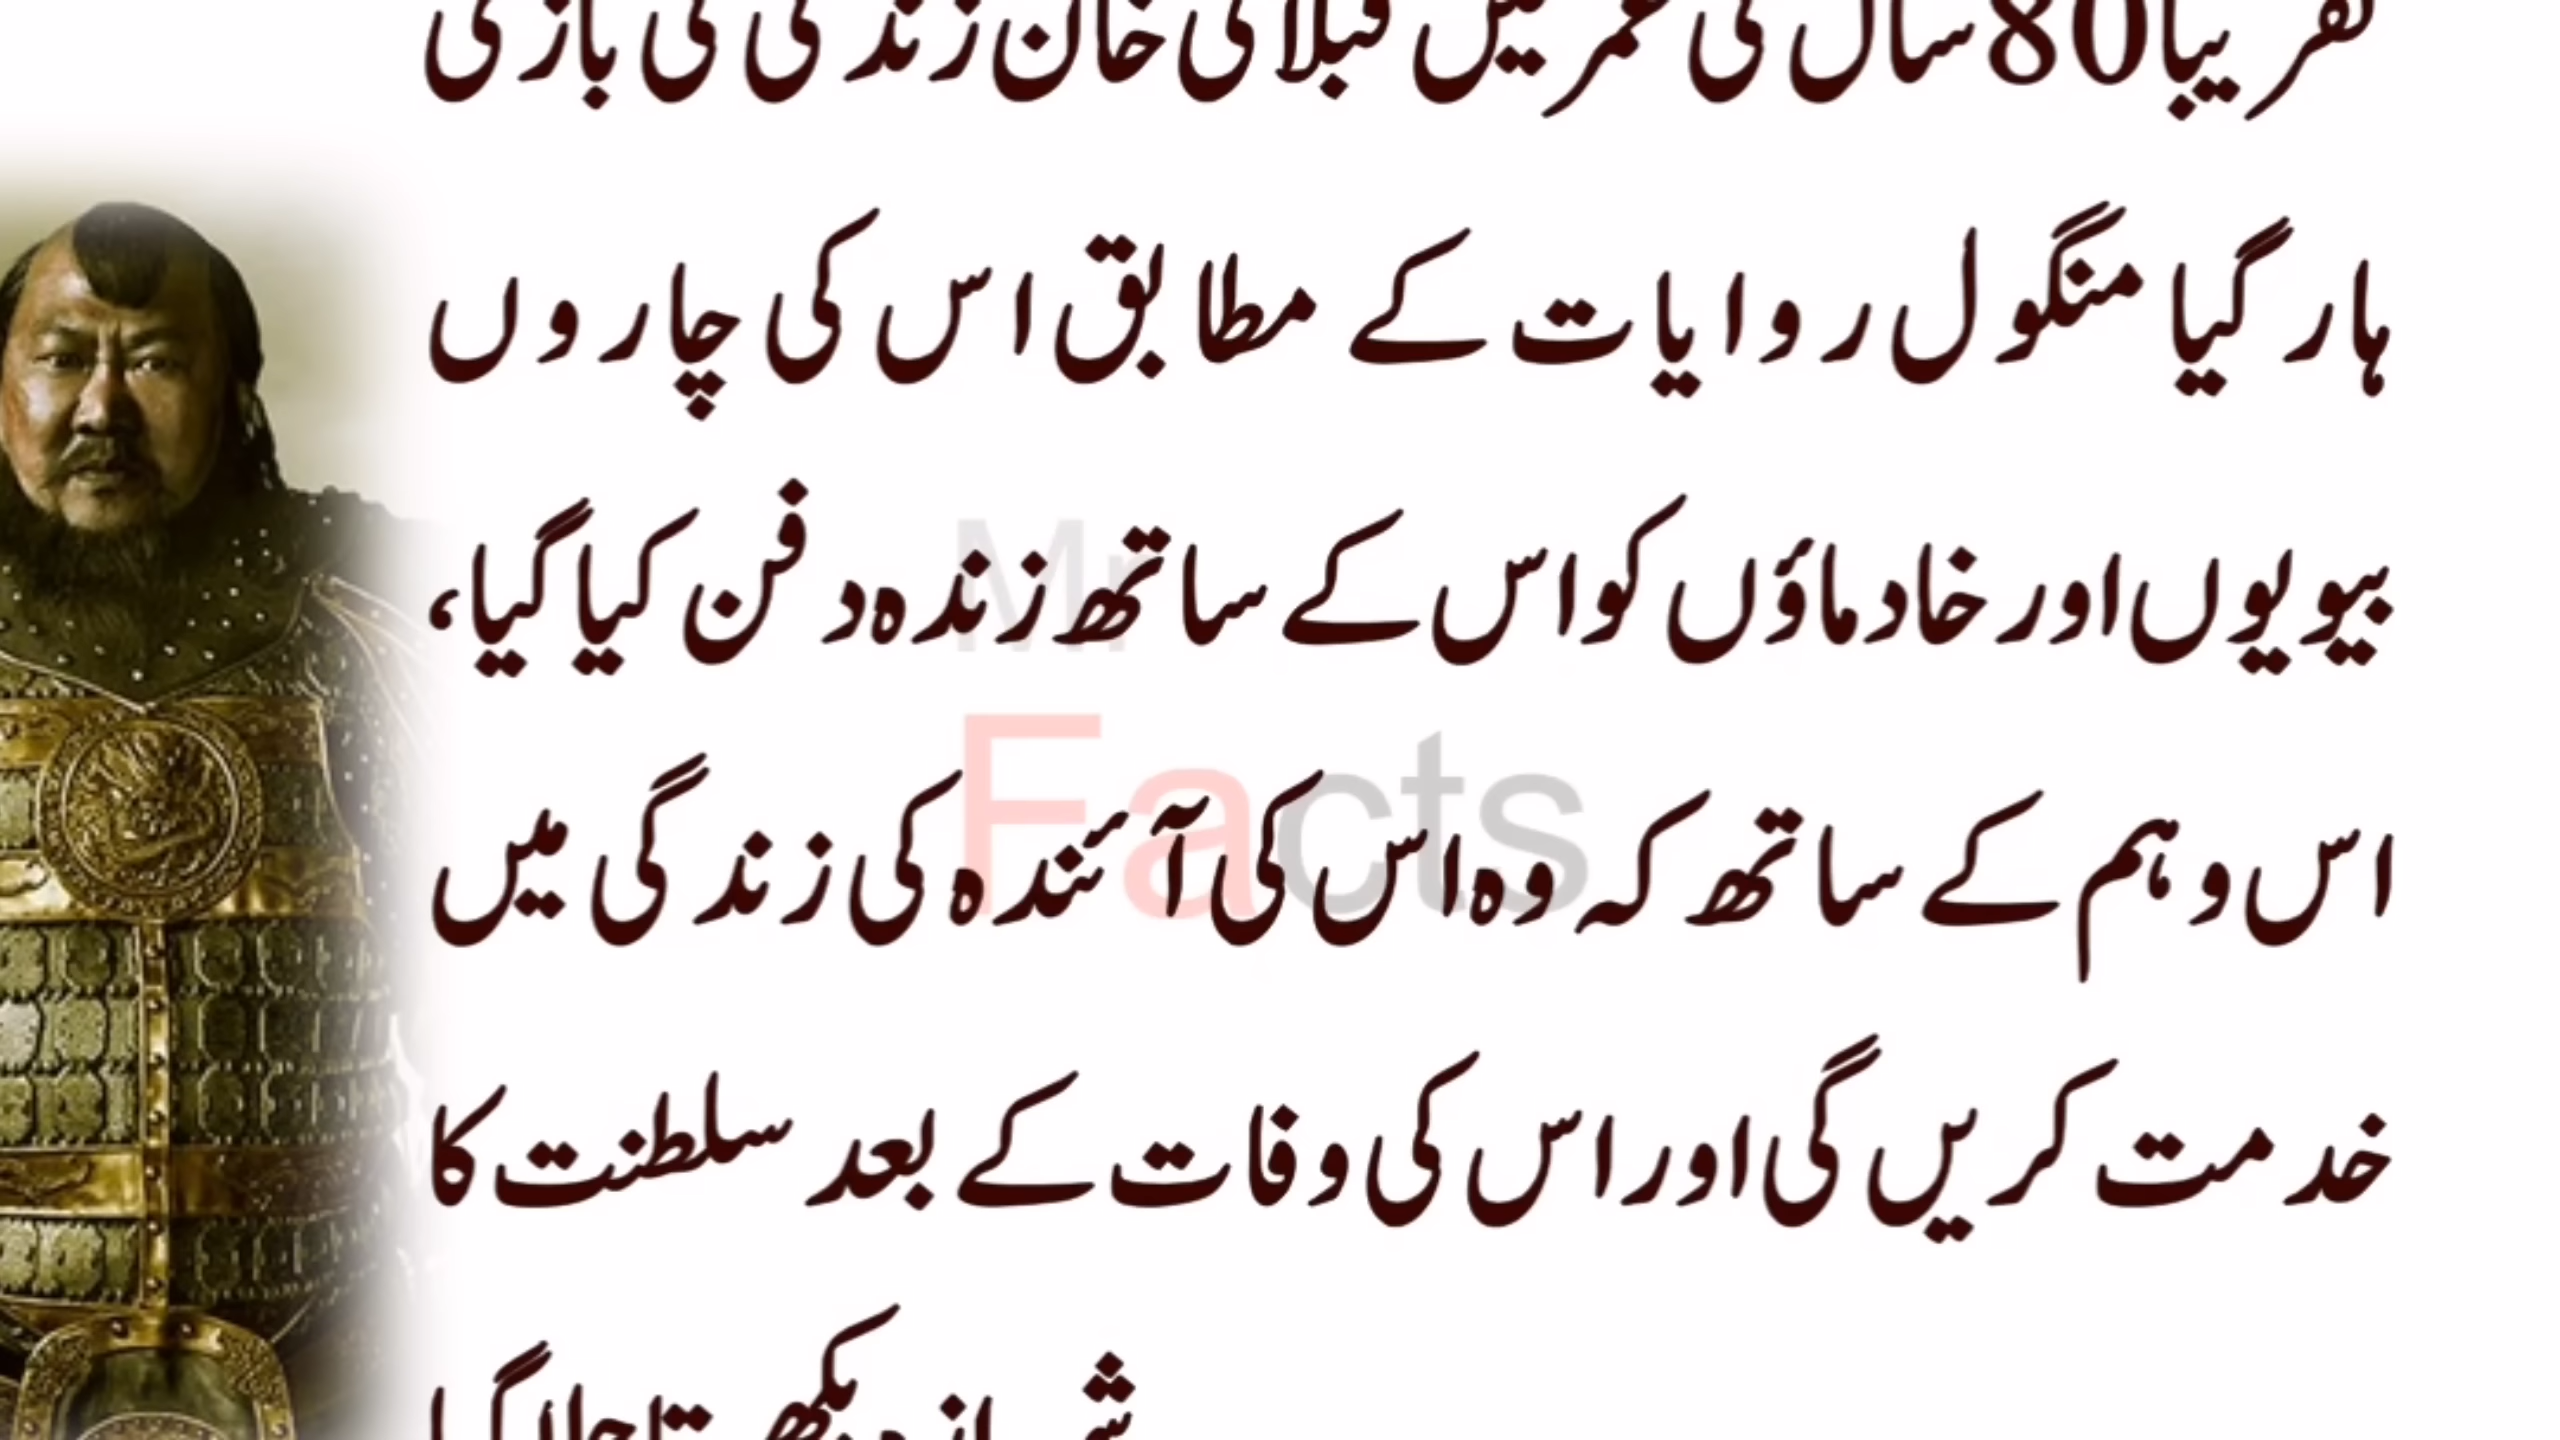 تقریبا 80 سال کی عمر میں قبلائی خان زندگی کی بازی
ہار گیا منگول روایات کے مطابق اس کی چاروں
بیویوں اور خادماؤں کو اس کے ساتھ زندہ دفن کیا گیا،
اس وہم کے ساتھ کہ وہ اس کی آئندہ کی زندگی میں
خدمت کریں گی اور اس کی وفات کے بعد سلطنت کا
Mr
Facts